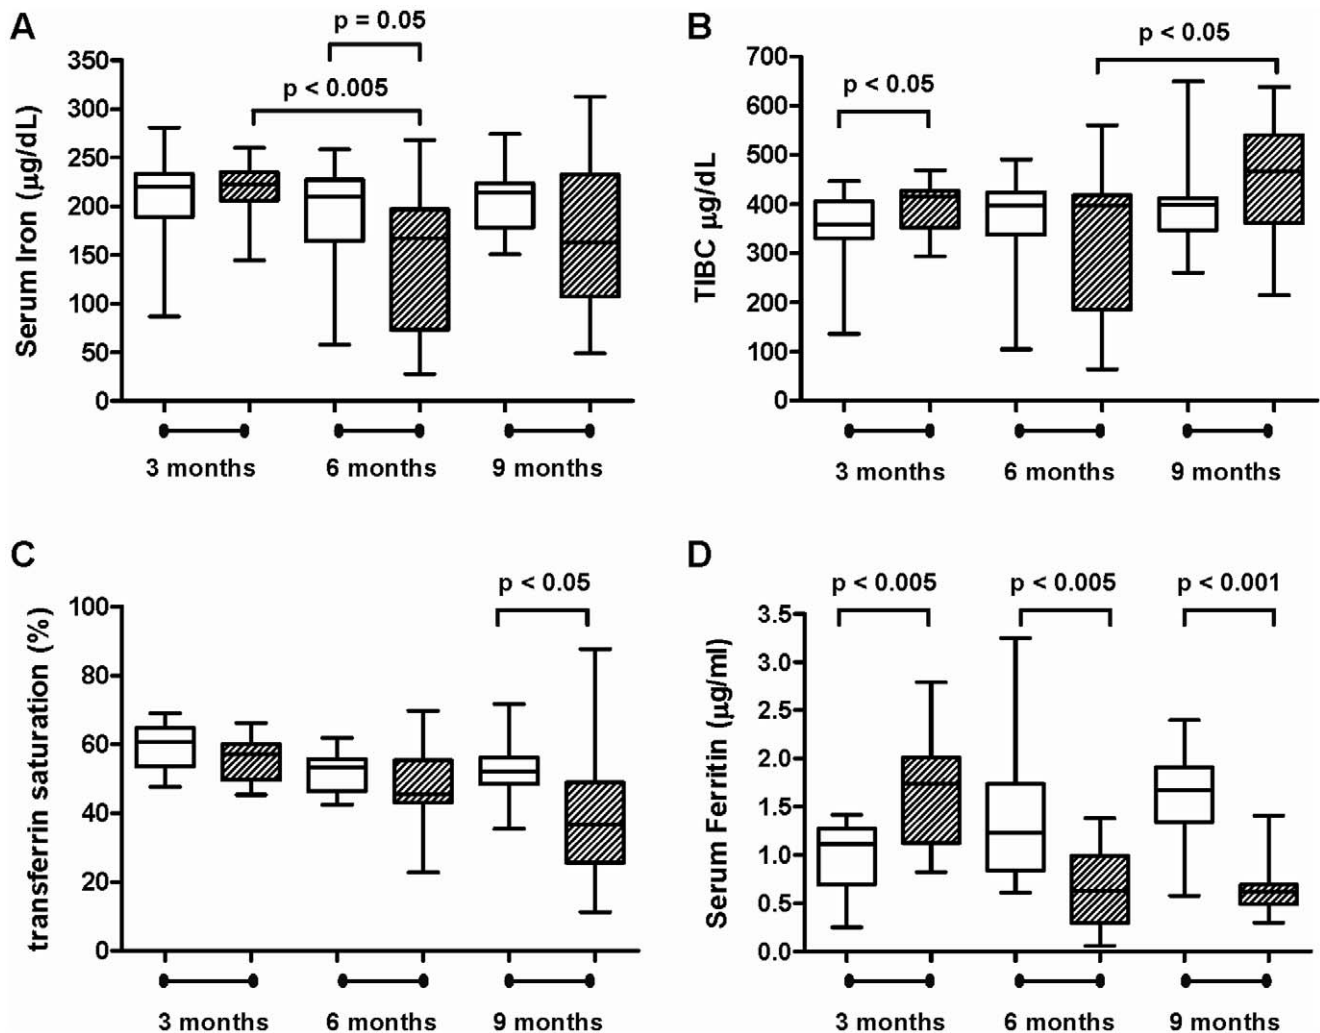 A
p = 0.05
p < 0.005
Serum Iron (μg/dL)
350
300
250
200
150
100
50
0
3 months 6 months 9 months
B
p < 0.05
p < 0.05
TIBC μg/dL
700
600
500
400
300
200
100
0
3 months 6 months 9 months
C
p < 0.05
transferrin saturation (%)
100
80
60
40
20
0
3 months 6 months 9 months
D
p < 0.005 p < 0.005 p < 0.001
Serum Ferritin (μg/ml)
3.5
3.0
2.5
2.0
1.5
1.0
0.5
0.0
3 months 6 months 9 months